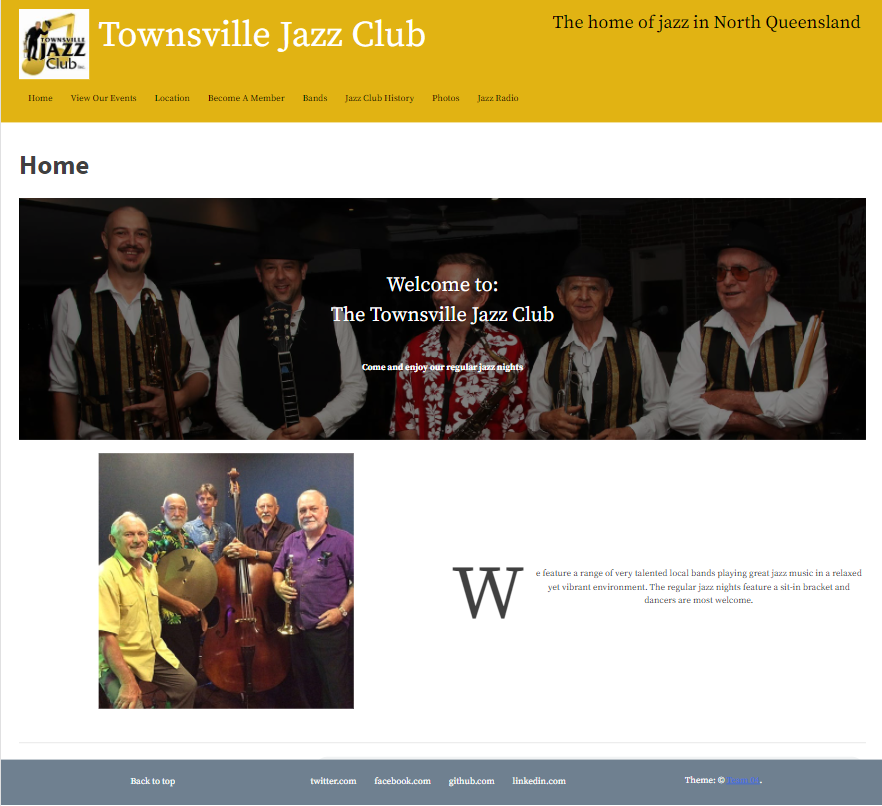 TOWNSVILLE
JAZZ
Club INC.
Townsville Jazz Club
The home of jazz in North Queensland
Home
View Our Events
Location
Become A Member
Bands
Jazz Club History
Photos
Jazz Radio
Home
Welcome to:
The Townsville Jazz Club
Come and enjoy our regular jazz nights
We feature a range of very talented local bands playing great jazz music in a relaxed
yet vibrant environment. The regular jazz nights feature a sit-in bracket and
dancers are most welcome.
Back to top
twitter.com
facebook.com
github.com
linkedin.com
Theme: ©